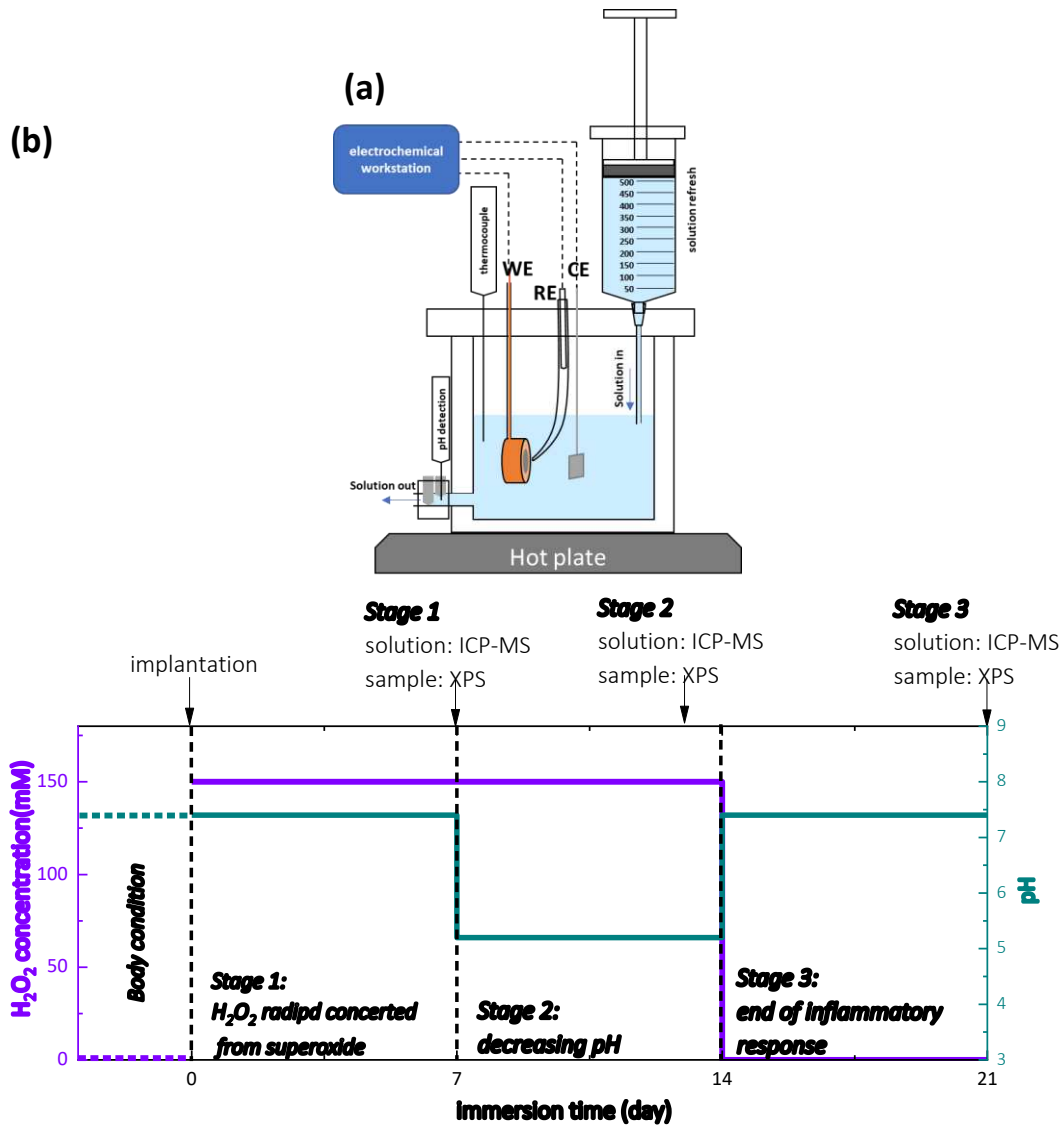 (a)
(b)
electrochemical
workstation
thermocouple
WE
RE
CE
500
450
400
350
300
250
200
150
100
50
solution refresh
Solution in
pH detection
Solution out
Hot plate
Stage 1
solution: ICP-MS
sample: XPS
Stage 2
solution: ICP-MS
sample: XPS
Stage 3
solution: ICP-MS
sample: XPS
implantation
H₂O₂ concentration(mM)
150
100
50
0
Body condition
Stage 1:
H₂O₂ radipd concerted
from superoxide
Stage 2:
decreasing pH
Stage 3:
end of inflammatory
response
9
8
7
6
5
4
3
pH
0
7
14
21
immersion time (day)